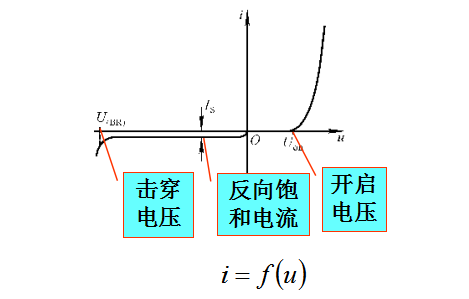 i
U(BR)
IS
O
Uon
u
击穿
电压
反向饱
和电流
开启
电压
i = f(u)